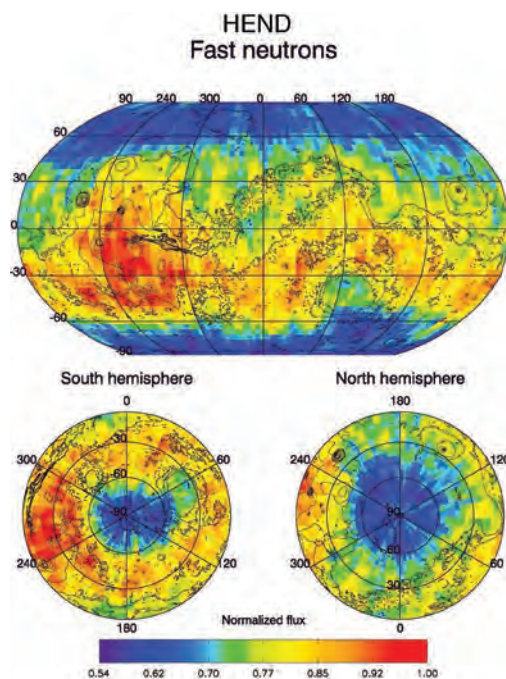 HEND
Fast neutrons
90 240 300 0 60 120 180
60
30
0
-30
-60
-90
South hemisphere North hemisphere
0 180
300 60 240 120
-30
-60
-90
-90
-60
30
240 120 300 60
180 0
Normalized flux
0.54 0.62 0.70 0.77 0.85 0.92 1.00